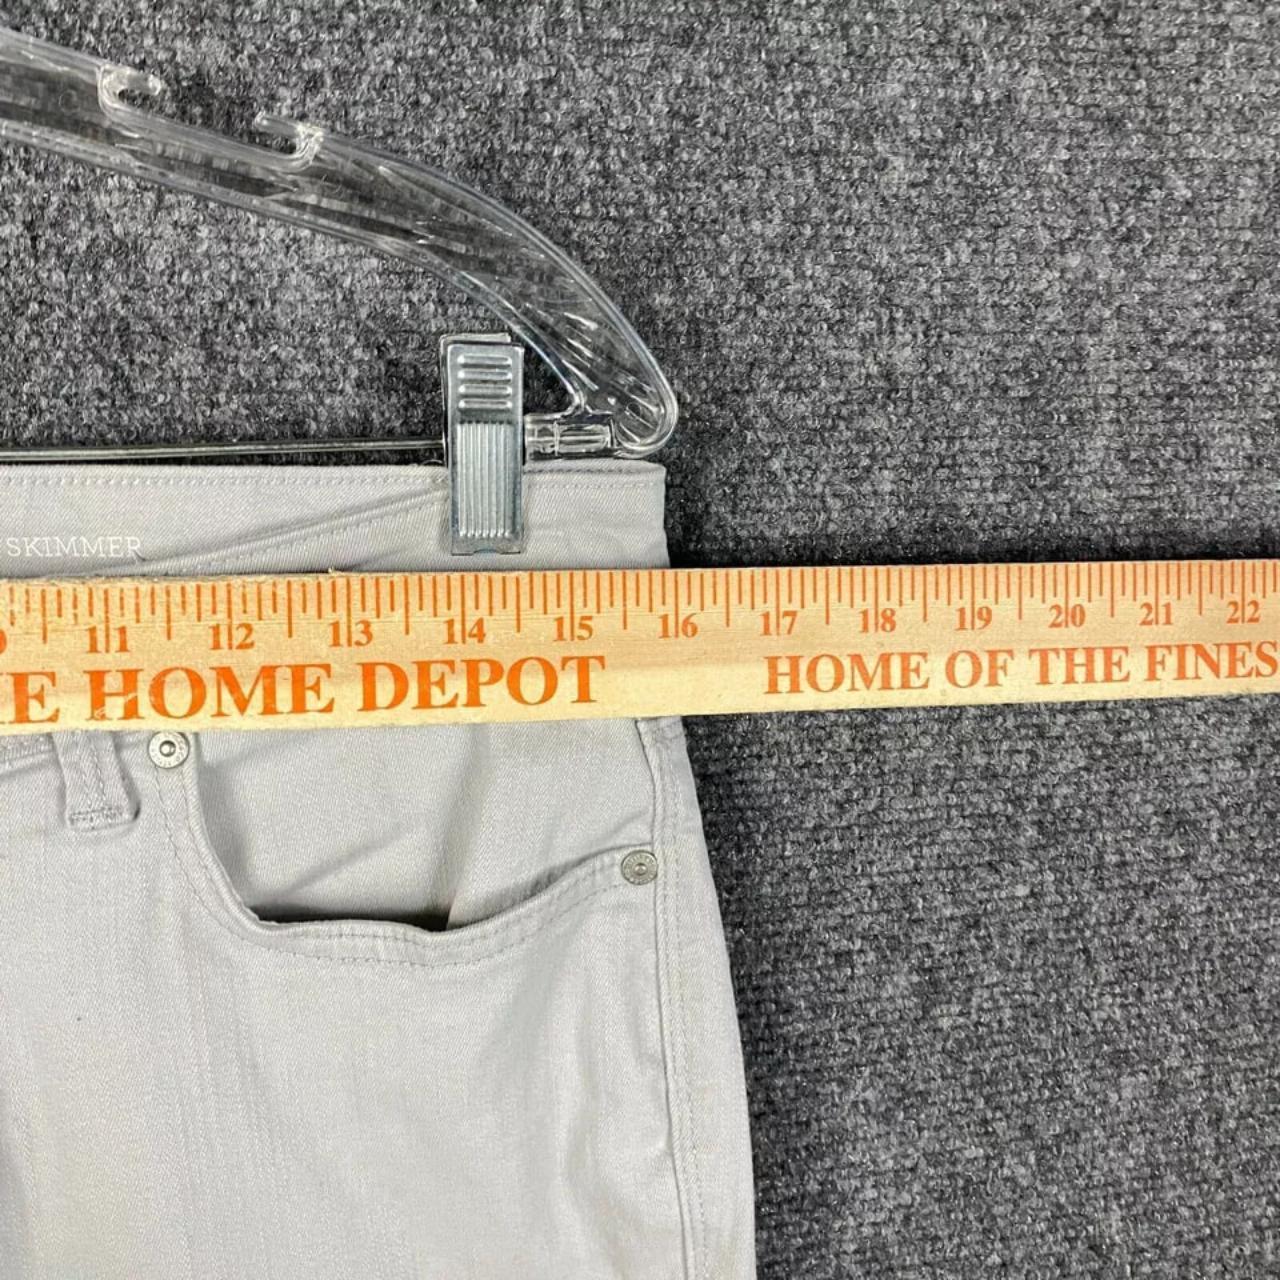 SKIMMER
11 12 13 14 15 16 17 18 19 20 21 22
HOME DEPOT HOME OF THE FINES